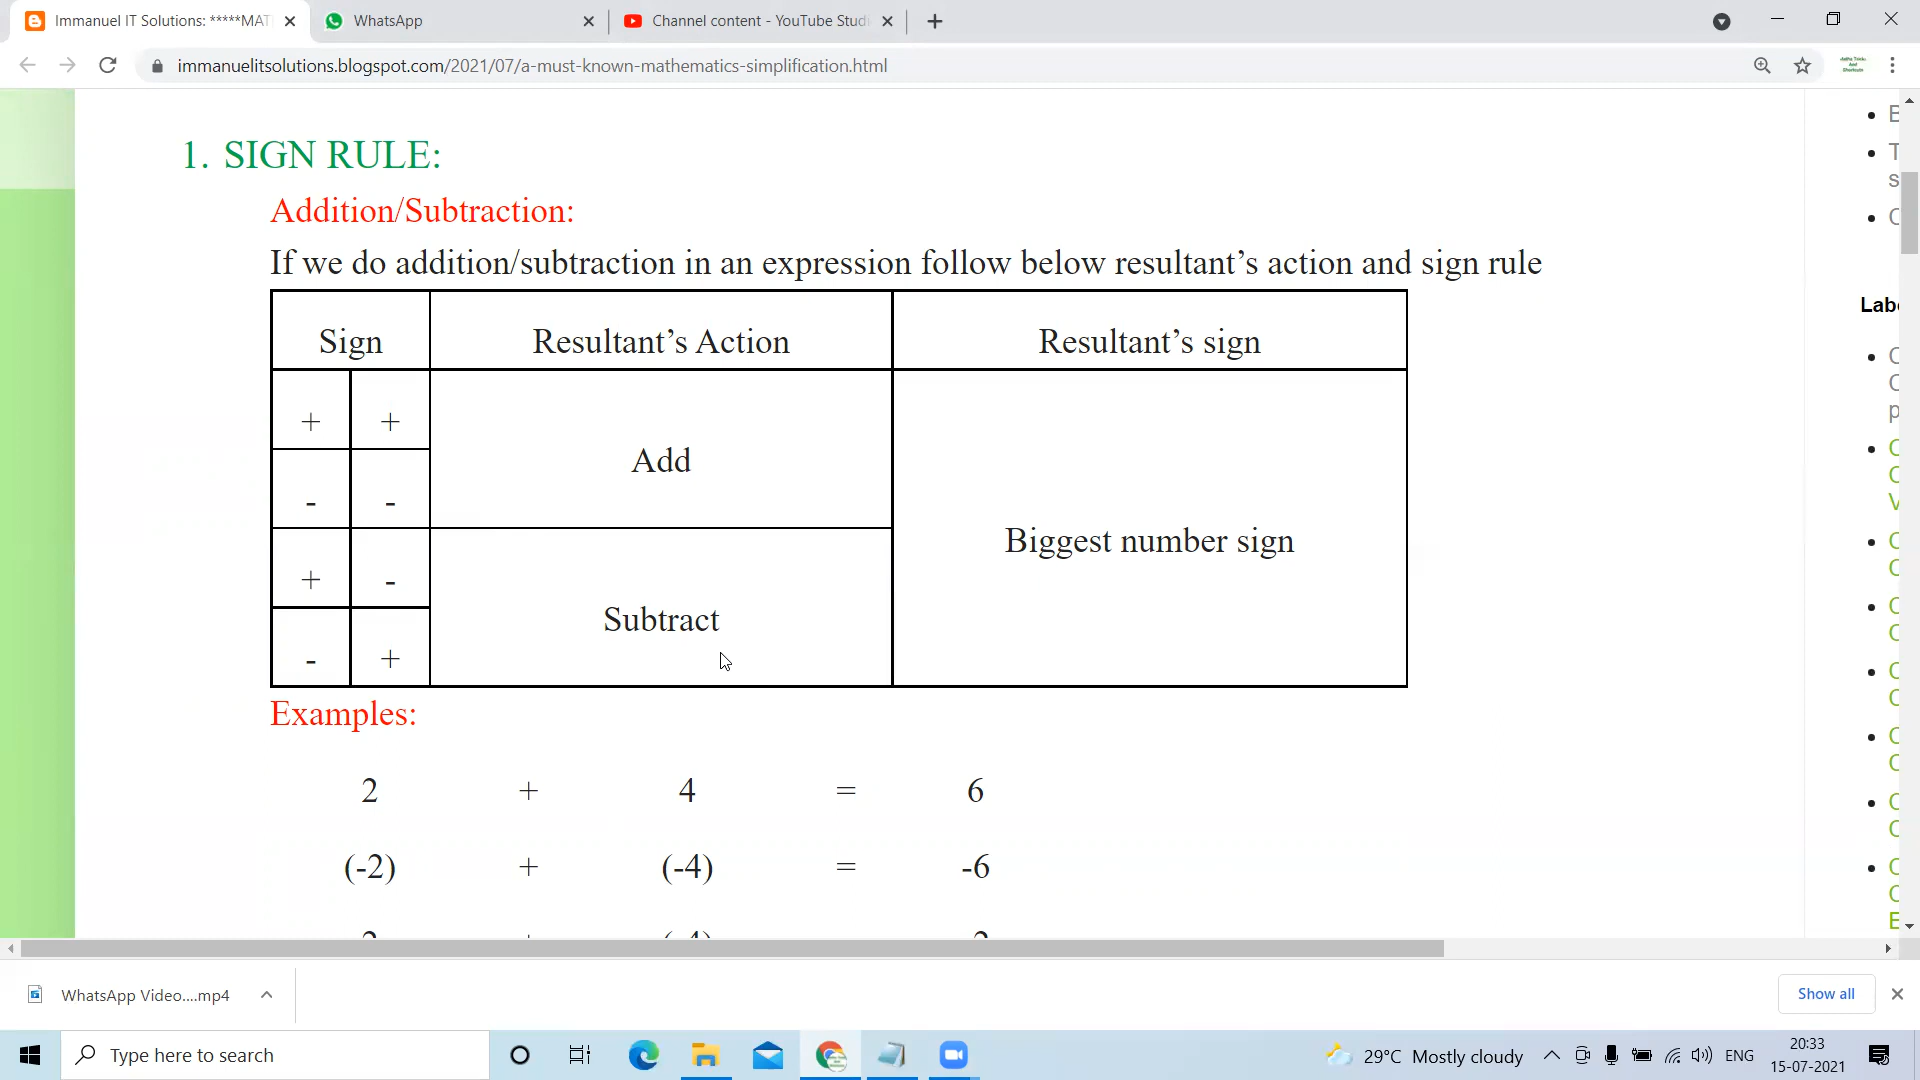 Immanuel IT Solutions: *****MAT
WhatsApp
Channel content - YouTube Studi
immanuelitsolutions.blogspot.com/2021/07/a-must-known-mathematics-simplification.html
1. SIGN RULE:
Addition/Subtraction:
If we do addition/subtraction in an expression follow below resultant’s action and sign rule
Sign Resultant’s Action Resultant’s sign
+ +
Add
- -
Biggest number sign
+ -
Subtract
- +
Examples:
2 + 4 = 6
(-2) + (-4) = -6
Labe
WhatsApp Video....mp4
Show all
Type here to search
29°C Mostly cloudy
ENG
20:33
15-07-2021